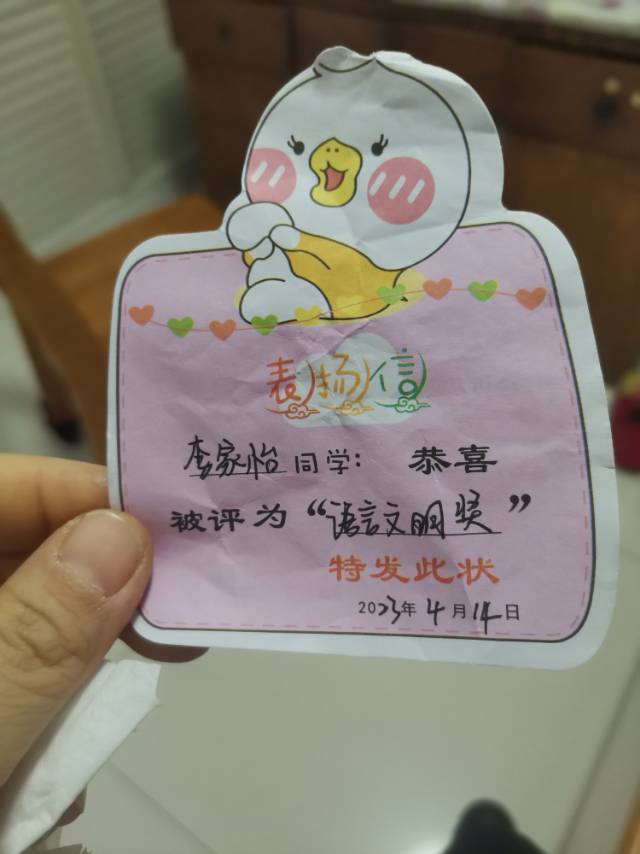 表扬信
李家怡同学: 恭喜
被评为“语言文明奖”
特发此状
2023年4月14日